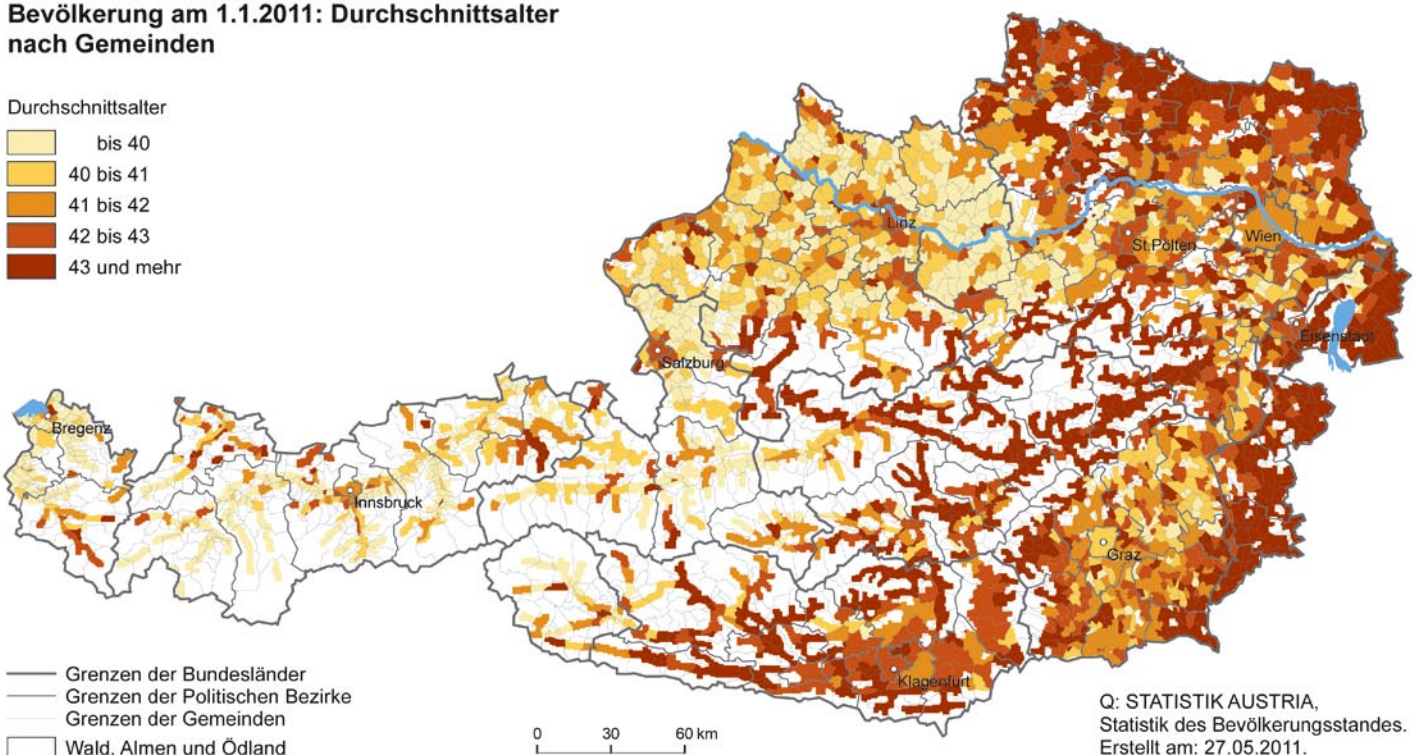 Bevölkerung am 1.1.2011: Durchschnittsalter
nach Gemeinden
Durchschnittsalter
bis 40
40 bis 41
41 bis 42
42 bis 43
43 und mehr
Linz
St.Pölten
Wien
Eisenstadt
Salzburg
Bregenz
Innsbruck
Graz
Klagenfurt
Grenzen der Bundesländer
Grenzen der Politischen Bezirke
Grenzen der Gemeinden
Wald, Almen und Ödland
0 30 60 km
Q: STATISTIK AUSTRIA,
Statistik des Bevölkerungsstandes.
Erstellt am: 27.05.2011.